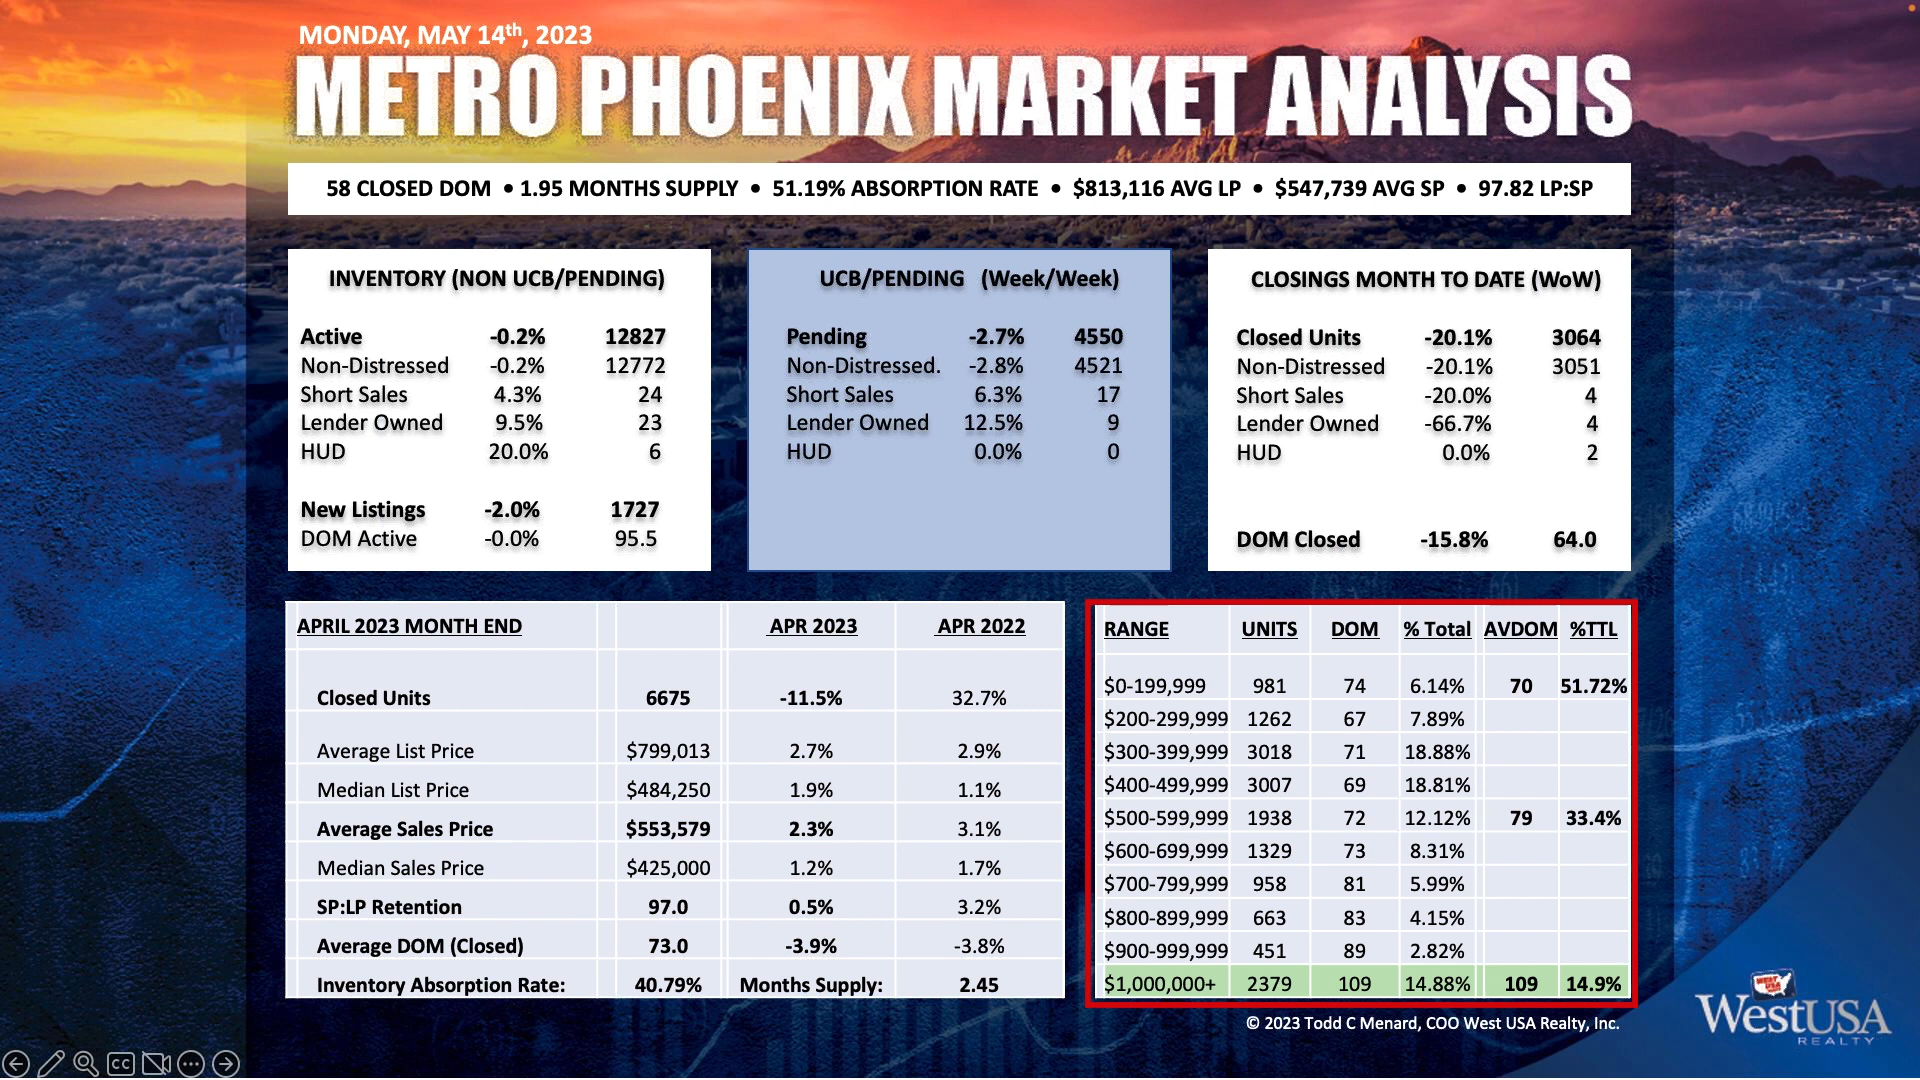 MONDAY, MAY 14th, 2023
METRO PHOENIX MARKET ANALYSIS
58 CLOSED DOM • 1.95 MONTHS SUPPLY • 51.19% ABSORPTION RATE • $813,116 AVG LP • $547,739 AVG SP • 97.82 LP:SP
INVENTORY (NON UCB/PENDING)
Active -0.2% 12827
Non-Distressed -0.2% 12772
Short Sales 4.3% 24
Lender Owned 9.5% 23
HUD 20.0% 6
New Listings -2.0% 1727
DOM Active -0.0% 95.5
UCB/PENDING (Week/Week)
Pending -2.7% 4550
Non-Distressed. -2.8% 4521
Short Sales 6.3% 17
Lender Owned 12.5% 9
HUD 0.0% 0
CLOSINGS MONTH TO DATE (WoW)
Closed Units -20.1% 3064
Non-Distressed -20.1% 3051
Short Sales -20.0% 4
Lender Owned -66.7% 4
HUD 0.0% 2
DOM Closed -15.8% 64.0
APRIL 2023 MONTH END APR 2023 APR 2022
Closed Units 6675 -11.5% 32.7%
Average List Price $799,013 2.7% 2.9%
Median List Price $484,250 1.9% 1.1%
Average Sales Price $553,579 2.3% 3.1%
Median Sales Price $425,000 1.2% 1.7%
SP:LP Retention 97.0 0.5% 3.2%
Average DOM (Closed) 73.0 -3.9% -3.8%
Inventory Absorption Rate: 40.79% Months Supply: 2.45
RANGE UNITS DOM % Total AVDOM %TTL
$0-199,999 981 74 6.14% 70 51.72%
$200-299,999 1262 67 7.89%
$300-399,999 3018 71 18.88%
$400-499,999 3007 69 18.81%
$500-599,999 1938 72 12.12% 79 33.4%
$600-699,999 1329 73 8.31%
$700-799,999 958 81 5.99%
$800-899,999 663 83 4.15%
$900-999,999 451 89 2.82%
$1,000,000+ 2379 109 14.88% 109 14.9%
© 2023 Todd C Menard, COO West USA Realty, Inc.
WEST USA
WestUSA
REALTY
CC